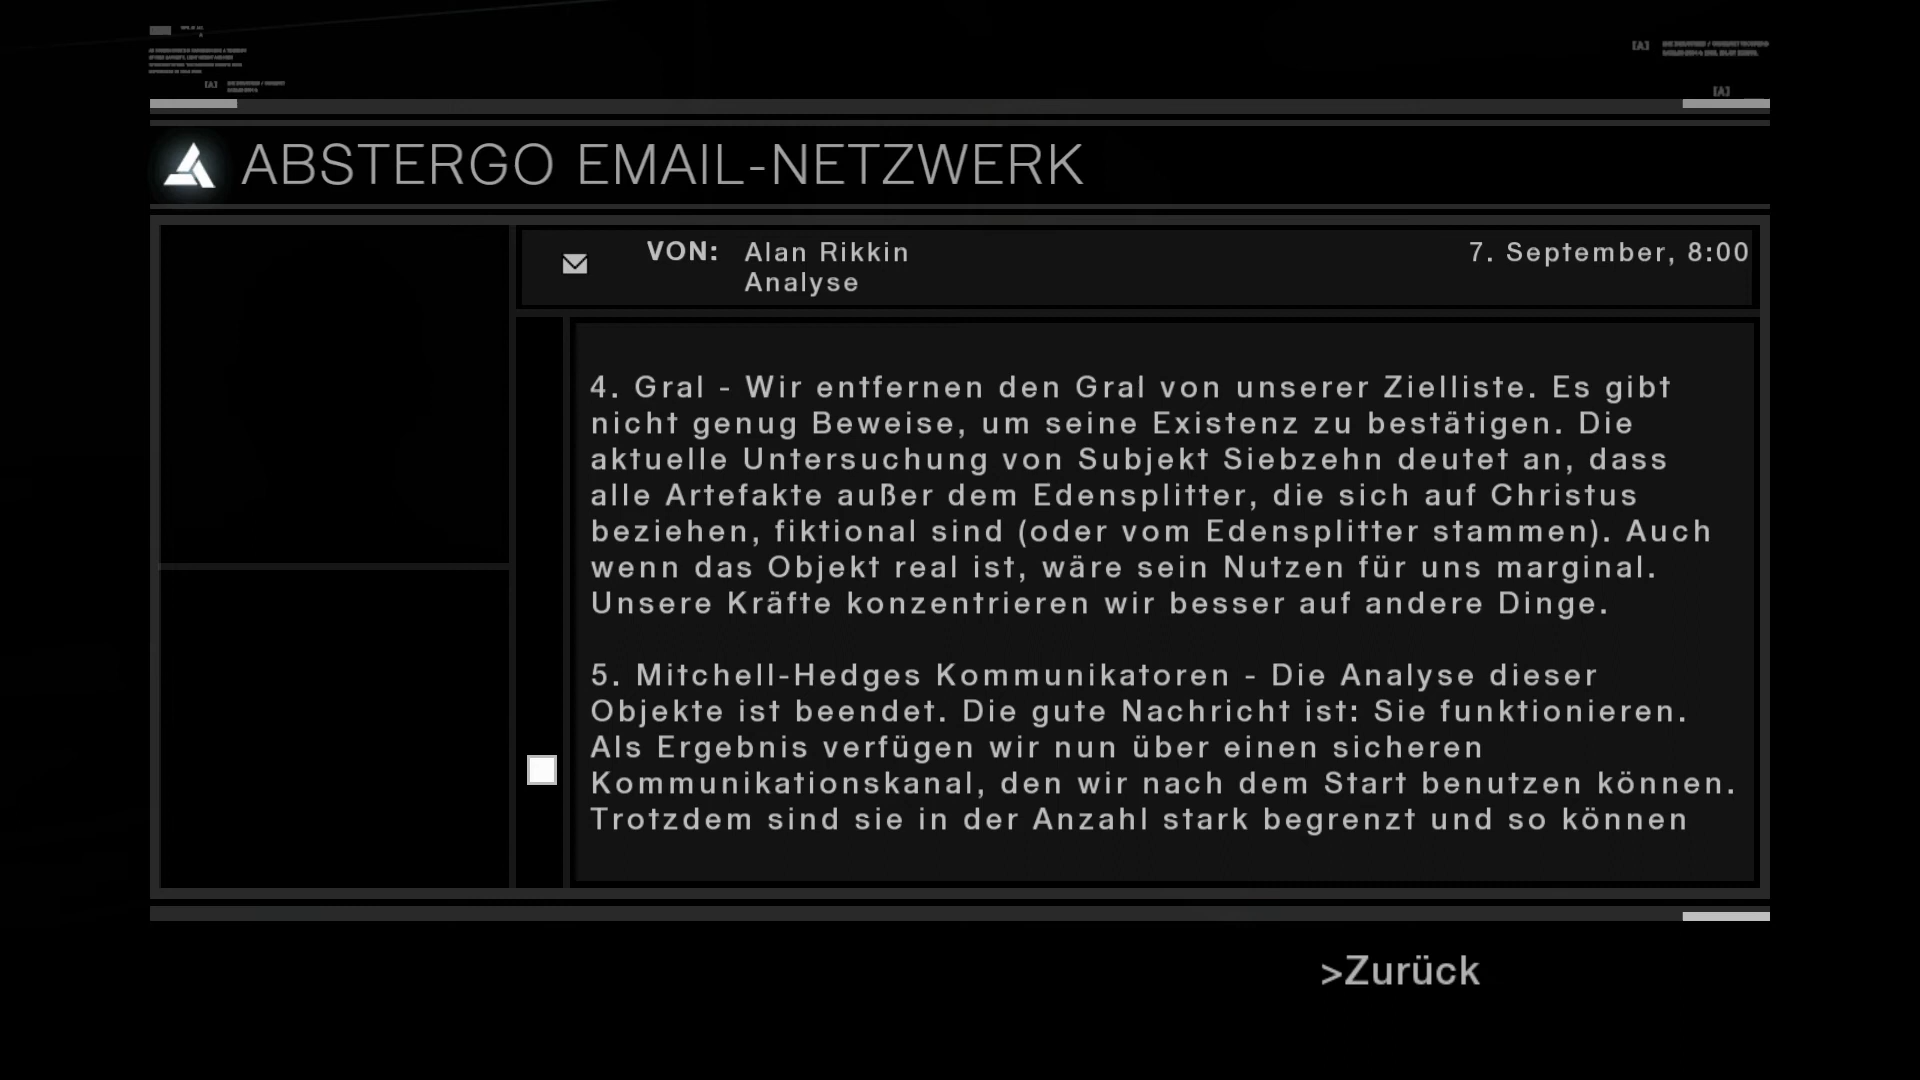 ABSTERGO EMAIL-NETZWERK
VON: Alan Rikkin
7. September, 8:00
Analyse
4. Gral - Wir entfernen den Gral von unserer Zielliste. Es gibt
nicht genug Beweise, um seine Existenz zu bestätigen. Die
aktuelle Untersuchung von Subjekt Siebzehn deutet an, dass
alle Artefakte außer dem Edensplitter, die sich auf Christus
beziehen, fiktional sind (oder vom Edensplitter stammen). Auch
wenn das Objekt real ist, wäre sein Nutzen für uns marginal.
Unsere Kräfte konzentrieren wir besser auf andere Dinge.
5. Mitchell-Hedges Kommunikatoren - Die Analyse dieser
Objekte ist beendet. Die gute Nachricht ist: Sie funktionieren.
Als Ergebnis verfügen wir nun über einen sicheren
Kommunikationskanal, den wir nach dem Start benutzen können.
Trotzdem sind sie in der Anzahl stark begrenzt und so können
>Zurück